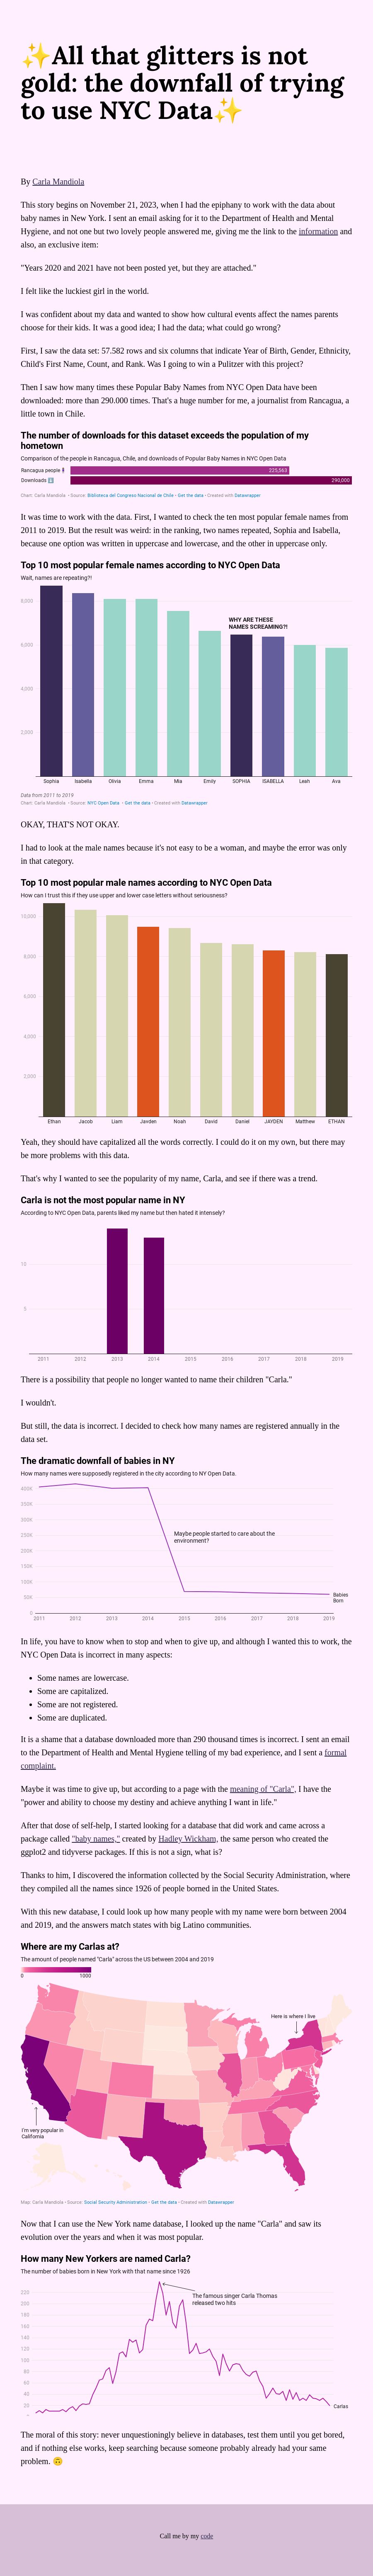 ✨All that glitters is not
gold: the downfall of trying
to use NYC Data✨
By Carla Mandiola
This story begins on November 21, 2023, when I had the epiphany to work with the data about
baby names in New York. I sent an email asking for it to the Department of Health and Mental
Hygiene, and not one but two lovely people answered me, giving me the link to the information and
also, an exclusive item:
"Years 2020 and 2021 have not been posted yet, but they are attached."
I felt like the luckiest girl in the world.
I was confident about my data and wanted to show how cultural events affect the names parents
choose for their kids. It was a good idea; I had the data; what could go wrong?
First, I saw the data set: 57.582 rows and six columns that indicate Year of Birth, Gender, Ethnicity,
Child's First Name, Count, and Rank. Was I going to win a Pulitzer with this project?
Then I saw how many times these Popular Baby Names from NYC Open Data have been
downloaded: more than 290.000 times. That's a huge number for me, a journalist from Rancagua, a
little town in Chile.
The number of downloads for this dataset exceeds the population of my
hometown
Comparison of the people in Rancagua, Chile, and downloads of Popular Baby Names in NYC Open Data
Rancagua people 225,563
Downloads 290,000
Chart: Carla Mandiola • Source: Biblioteca del Congreso Nacional de Chile • Get the data • Created with Datawrapper
It was time to work with the data. First, I wanted to check the ten most popular female names from
2011 to 2019. But the result was weird: in the ranking, two names repeated, Sophia and Isabella,
because one option was written in uppercase and lowercase, and the other in uppercase only.
Top 10 most popular female names according to NYC Open Data
Wait, names are repeating?!
8,000
WHY ARE THESE
NAMES SCREAMING?!
6,000
4,000
2,000
Sophia Isabella Olivia Emma Mia Emily SOPHIA ISABELLA Leah Ava
Data from 2011 to 2019
Chart: Carla Mandiola • Source: NYC Open Data • Get the data • Created with Datawrapper
OKAY, THAT'S NOT OKAY.
I had to look at the male names because it's not easy to be a woman, and maybe the error was only
in that category.
Top 10 most popular male names according to NYC Open Data
How can I trust this if they use upper and lower case letters without seriousness?
10,000
8,000
6,000
4,000
2,000
Ethan Jacob Liam Jayden Noah David Daniel JAYDEN Matthew ETHAN
Yeah, they should have capitalized all the words correctly. I could do it on my own, but there may
be more problems with this data.
That's why I wanted to see the popularity of my name, Carla, and see if there was a trend.
Carla is not the most popular name in NY
According to NYC Open Data, parents liked my name but then hated it intensely?
10
5
2011 2012 2013 2014 2015 2016 2017 2018 2019
There is a possibility that people no longer wanted to name their children "Carla."
I wouldn't.
But still, the data is incorrect. I decided to check how many names are registered annually in the
data set.
The dramatic downfall of babies in NY
How many names were supposedly registered in the city according to NY Open Data.
400K
350K
300K
250K
Maybe people started to care about the
environment?
200K
150K
100K
50K
Babies
Born
0
2011 2012 2013 2014 2015 2016 2017 2018 2019
In life, you have to know when to stop and when to give up, and although I wanted this to work, the
NYC Open Data is incorrect in many aspects:
• Some names are lowercase.
• Some are capitalized.
• Some are not registered.
• Some are duplicated.
It is a shame that a database downloaded more than 290 thousand times is incorrect. I sent an email
to the Department of Health and Mental Hygiene telling of my bad experience, and I sent a formal
complaint.
Maybe it was time to give up, but according to a page with the meaning of "Carla", I have the
"power and ability to choose my destiny and achieve anything I want in life."
After that dose of self-help, I started looking for a database that did work and came across a
package called "baby names," created by Hadley Wickham, the same person who created the
ggplot2 and tidyverse packages. If this is not a sign, what is?
Thanks to him, I discovered the information collected by the Social Security Administration, where
they compiled all the names since 1926 of people borned in the United States.
With this new database, I could look up how many people with my name were born between 2004
and 2019, and the answers match states with big Latino communities.
Where are my Carlas at?
The amount of people named "Carla" across the US between 2004 and 2019
0 1000
Here is where I live
I'm very popular in
California
Map: Carla Mandiola • Source: Social Security Administration • Get the data • Created with Datawrapper
Now that I can use the New York name database, I looked up the name "Carla" and saw its
evolution over the years and when it was most popular.
How many New Yorkers are named Carla?
The number of babies born in New York with that name since 1926
220
The famous singer Carla Thomas
released two hits
200
180
160
140
120
100
80
60
40
20
Carlas
The moral of this story: never unquestioningly believe in databases, test them until you get bored,
and if nothing else works, keep searching because someone probably already had your same
problem. 🙃
Call me by my code